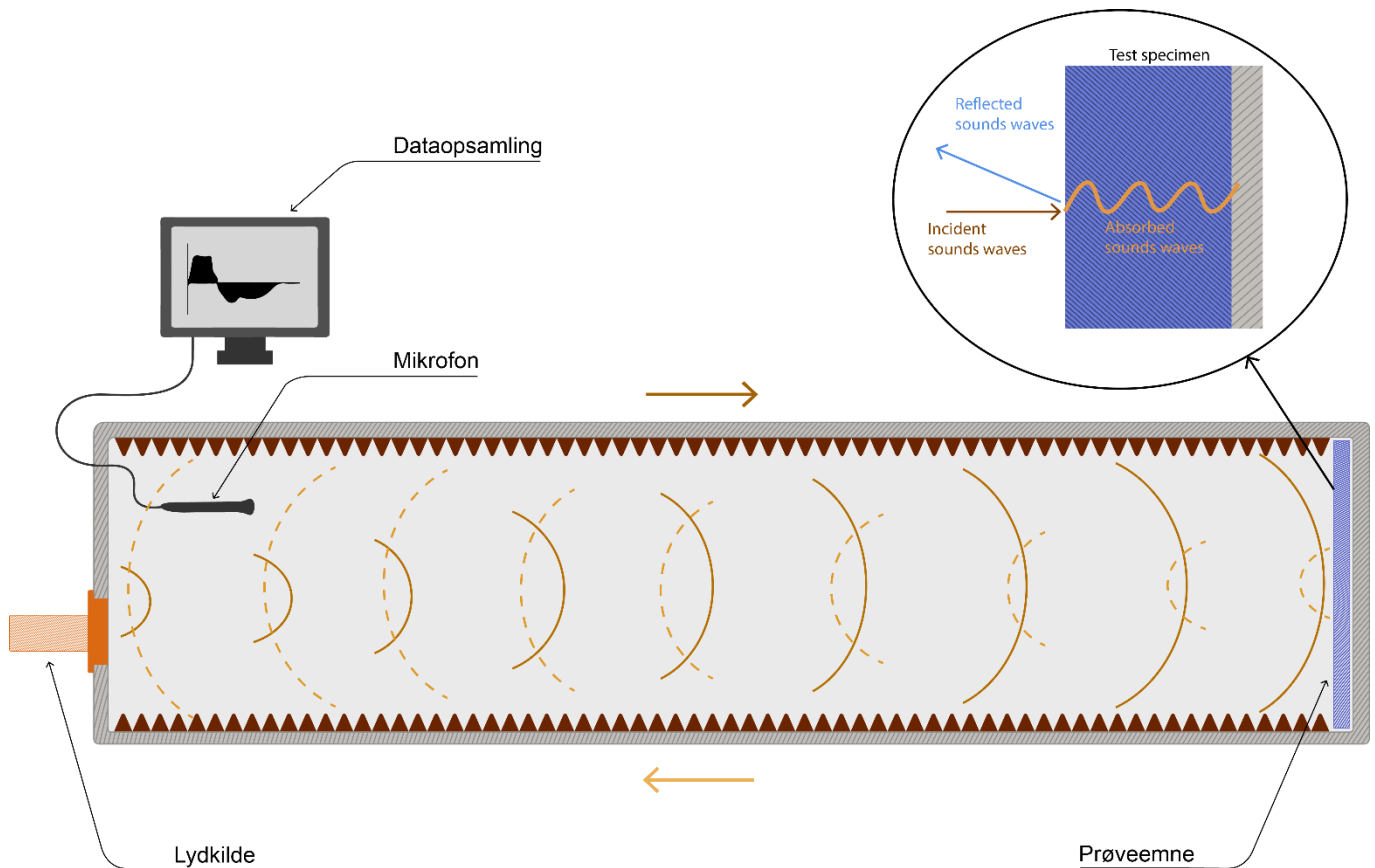 Test specimen
Reflected
sounds waves
Dataopsamling
Incident
sounds waves
Absorbed
sounds waves
Mikrofon
Lydkilde
Prøveemne